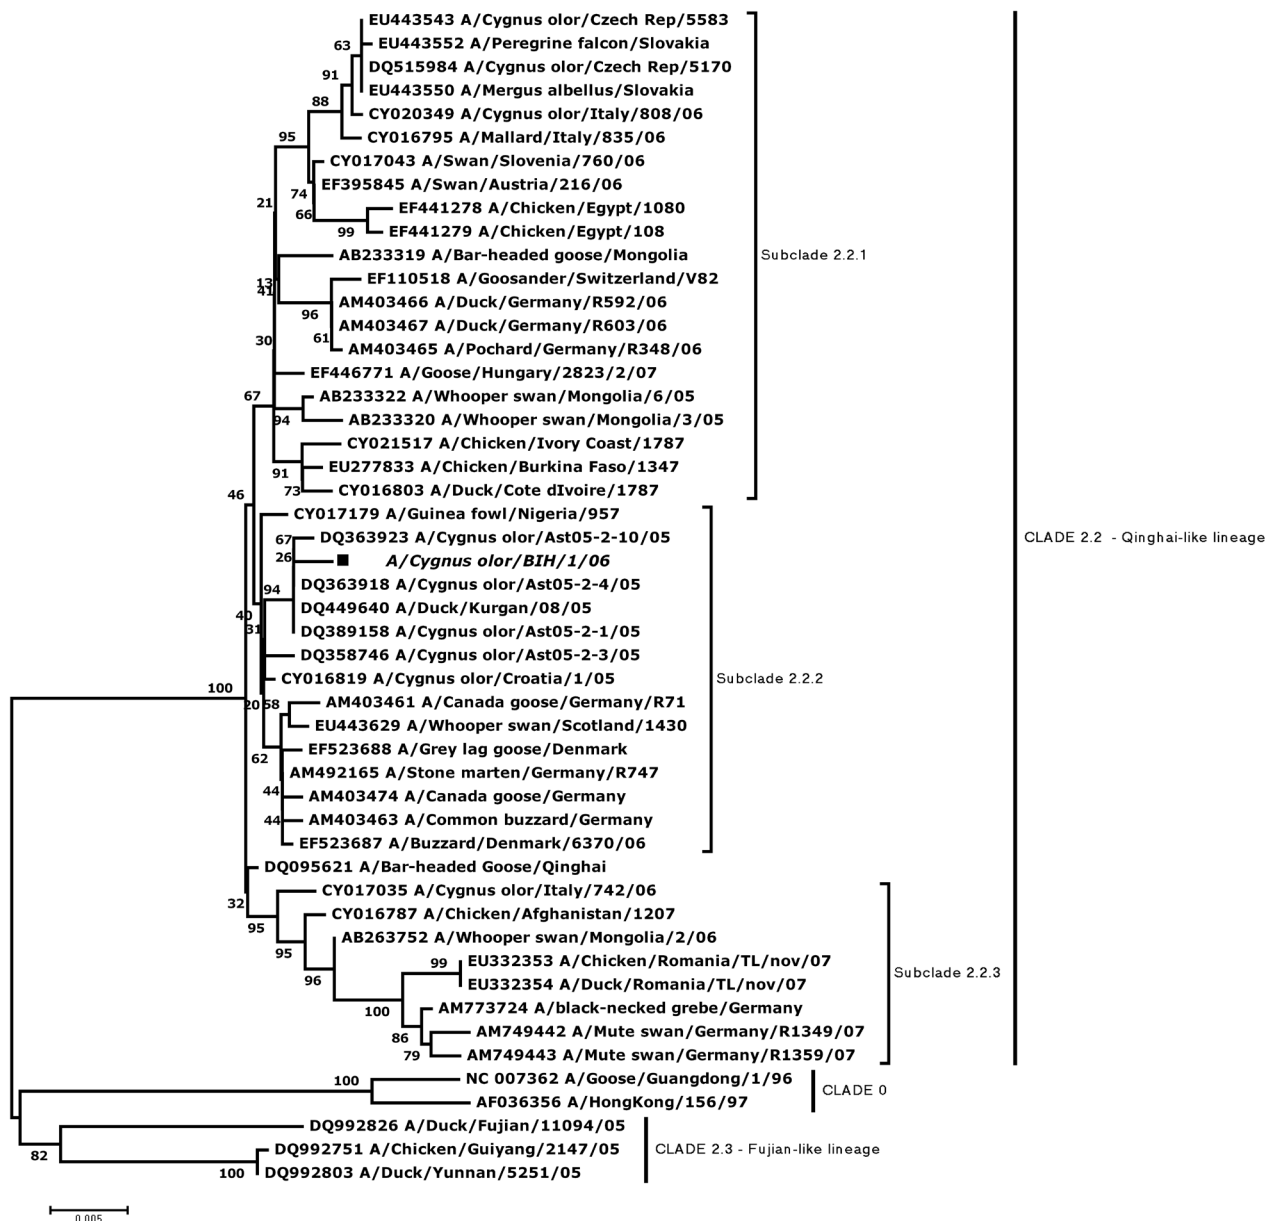 EU443543 A/Cygnus olor/Czech Rep/5583
63
EU443552 A/Peregrine falcon/Slovakia
DQ515984 A/Cygnus olor/Czech Rep/5170
91
EU443550 A/Mergus albellus/Slovakia
88
CY020349 A/Cygnus olor/Italy/808/06
95
CY016795 A/Mallard/Italy/835/06
CY017043 A/Swan/Slovenia/760/06
EF395845 A/Swan/Austria/216/06
74
21
EF441278 A/Chicken/Egypt/1080
66
99
EF441279 A/Chicken/Egypt/108
AB233319 A/Bar-headed goose/Mongolia
Subclade 2.2.1
EF110518 A/Goosander/Switzerland/V82
13
41
AM403466 A/Duck/Germany/R592/06
96
AM403467 A/Duck/Germany/R603/06
61
30
AM403465 A/Pochard/Germany/R348/06
EF446771 A/Goose/Hungary/2823/2/07
67
AB233322 A/Whooper swan/Mongolia/6/05
94
AB233320 A/Whooper swan/Mongolia/3/05
CY021517 A/Chicken/Ivory Coast/1787
91
EU277833 A/Chicken/Burkina Faso/1347
73
CY016803 A/Duck/Cote dIvoire/1787
46
CY017179 A/Guinea fowl/Nigeria/957
67
DQ363923 A/Cygnus olor/Ast05-2-10/05
CLADE 2.2 - Qinghai-like lineage
26
A/Cygnus olor/BIH/1/06
94
DQ363918 A/Cygnus olor/Ast05-2-4/05
40
DQ449640 A/Duck/Kurgan/08/05
31
DQ389158 A/Cygnus olor/Ast05-2-1/05
DQ358746 A/Cygnus olor/Ast05-2-3/05
CY016819 A/Cygnus olor/Croatia/1/05
Subclade 2.2.2
100
20
58
AM403461 A/Canada goose/Germany/R71
EU443629 A/Whooper swan/Scotland/1430
62
EF523688 A/Grey lag goose/Denmark
AM492165 A/Stone marten/Germany/R747
44
AM403474 A/Canada goose/Germany
44
AM403463 A/Common buzzard/Germany
EF523687 A/Buzzard/Denmark/6370/06
DQ095621 A/Bar-headed Goose/Qinghai
32
CY017035 A/Cygnus olor/Italy/742/06
95
CY016787 A/Chicken/Afghanistan/1207
95
AB263752 A/Whooper swan/Mongolia/2/06
99
EU332353 A/Chicken/Romania/TL/nov/07
96
EU332354 A/Duck/Romania/TL/nov/07
Subclade 2.2.3
100
AM773724 A/black-necked grebe/Germany
86
AM749442 A/Mute swan/Germany/R1349/07
79
AM749443 A/Mute swan/Germany/R1359/07
100
NC 007362 A/Goose/Guangdong/1/96
CLADE 0
AF036356 A/HongKong/156/97
DQ992826 A/Duck/Fujian/11094/05
82
DQ992751 A/Chicken/Guiyang/2147/05
CLADE 2.3 - Fujian-like lineage
100
DQ992803 A/Duck/Yunnan/5251/05
0.005